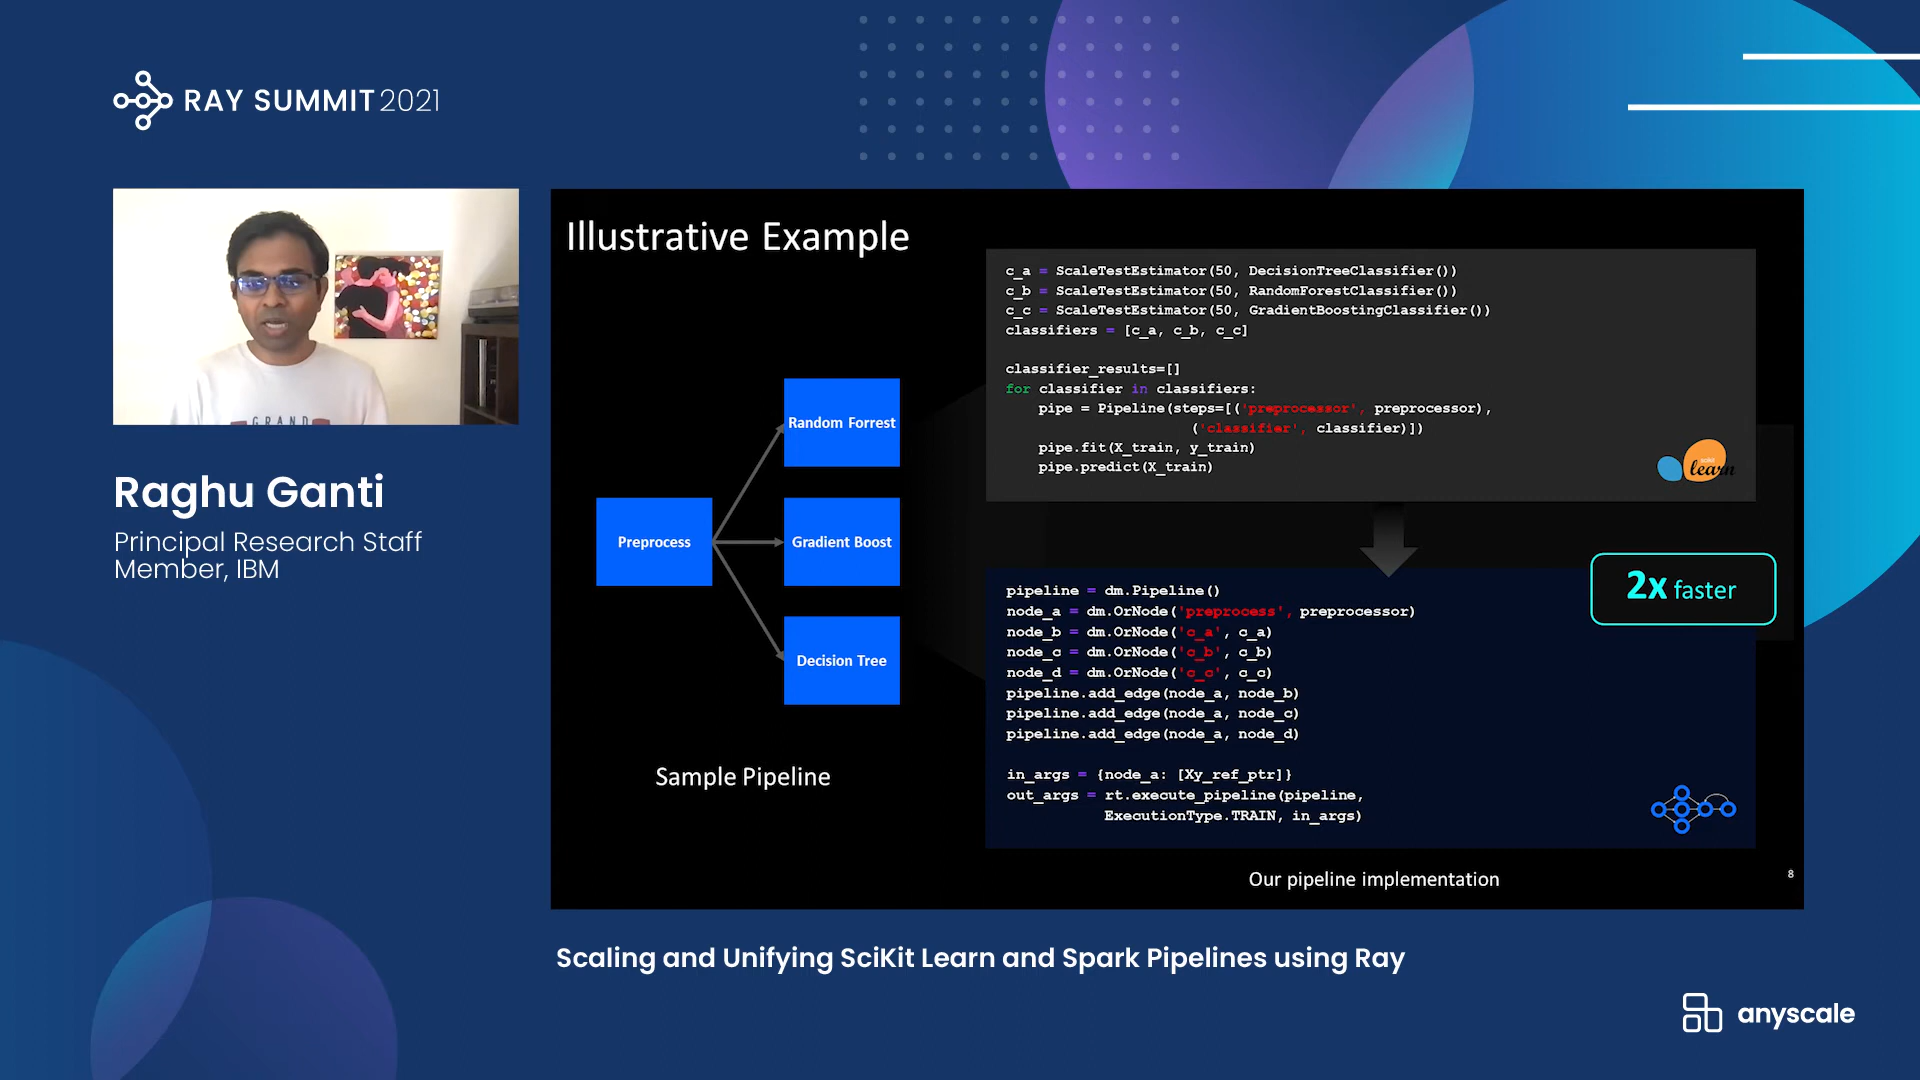 RAY SUMMIT 2021
GRAND
Raghu Ganti
Principal Research Staff
Member, IBM
Illustrative Example
Preprocess
Random Forrest
Gradient Boost
Decision Tree
Sample Pipeline
c_a = ScaleTestEstimator(50, DecisionTreeClassifier())
c_b = ScaleTestEstimator(50, RandomForestClassifier())
c_c = ScaleTestEstimator(50, GradientBoostingClassifier())
classifiers = [c_a, c_b, c_c]
classifier_results=[]
for classifier in classifiers:
    pipe = Pipeline(steps=[('preprocessor', preprocessor),
                       ('classifier', classifier)])
    pipe.fit(X_train, y_train)
    pipe.predict(X_train)
learn
2x faster
pipeline = dm.Pipeline()
node_a = dm.OrNode('preprocess', preprocessor)
node_b = dm.OrNode('c_a', c_a)
node_c = dm.OrNode('c_b', c_b)
node_d = dm.OrNode('c_c', c_c)
pipeline.add_edge(node_a, node_b)
pipeline.add_edge(node_a, node_c)
pipeline.add_edge(node_a, node_d)
in_args = {node_a: [Xy_ref_ptr]}
out_args = rt.execute_pipeline(pipeline,
            ExecutionType.TRAIN, in_args)
Our pipeline implementation
8
Scaling and Unifying SciKit Learn and Spark Pipelines using Ray
anyscale